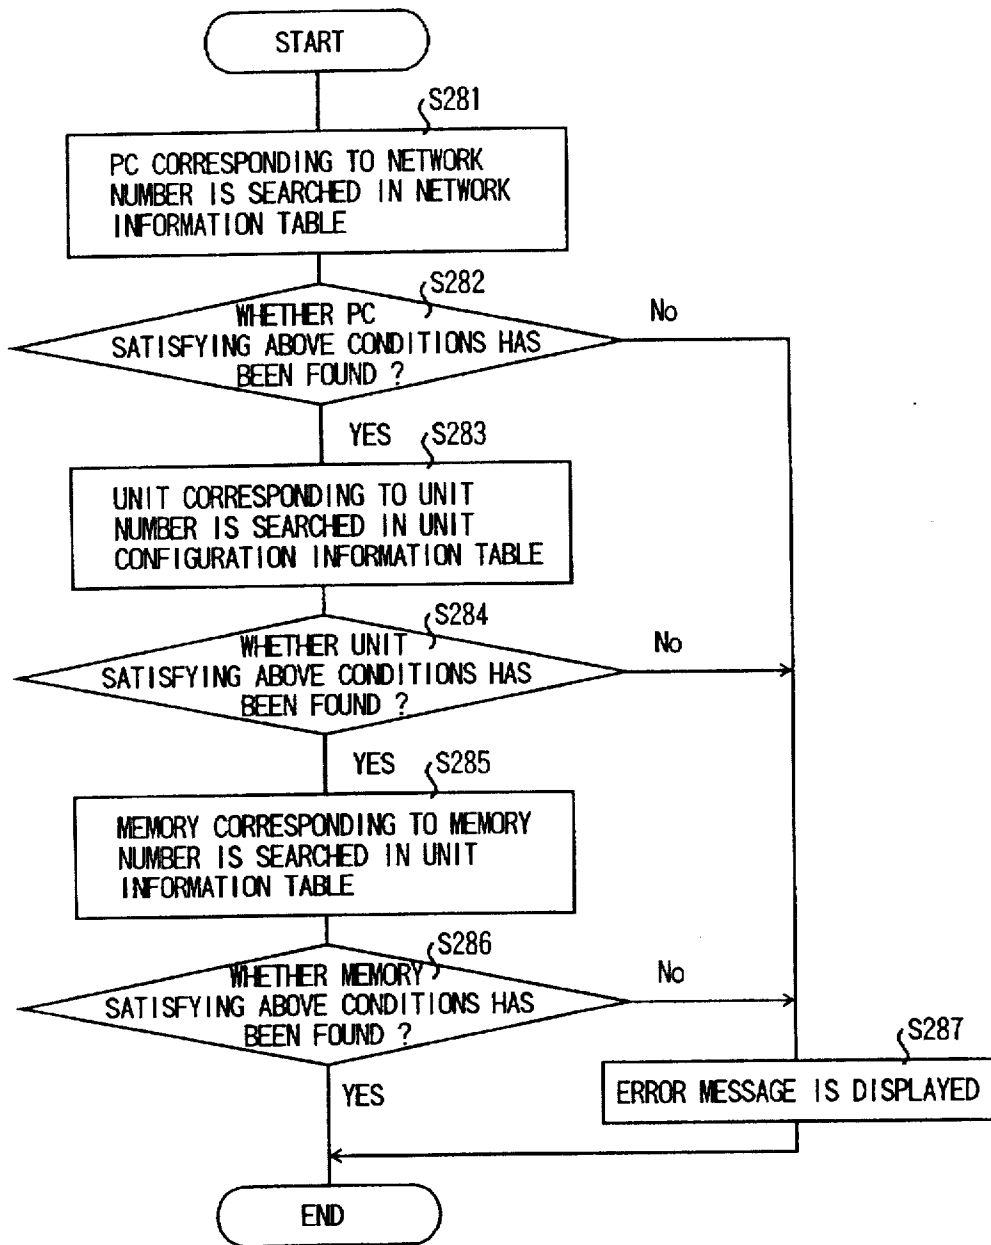 START
S281
PC CORRESPONDING TO NETWORK
NUMBER IS SEARCHED IN NETWORK
INFORMATION TABLE
S282
WHETHER PC
SATISFYING ABOVE CONDITIONS HAS
BEEN FOUND ?
No
YES
S283
UNIT CORRESPONDING TO UNIT
NUMBER IS SEARCHED IN UNIT
CONFIGURATION INFORMATION TABLE
S284
WHETHER UNIT
SATISFYING ABOVE CONDITIONS HAS
BEEN FOUND ?
No
YES
S285
MEMORY CORRESPONDING TO MEMORY
NUMBER IS SEARCHED IN UNIT
INFORMATION TABLE
S286
WHETHER MEMORY
SATISFYING ABOVE CONDITIONS HAS
BEEN FOUND ?
No
YES
S287
ERROR MESSAGE IS DISPLAYED
END